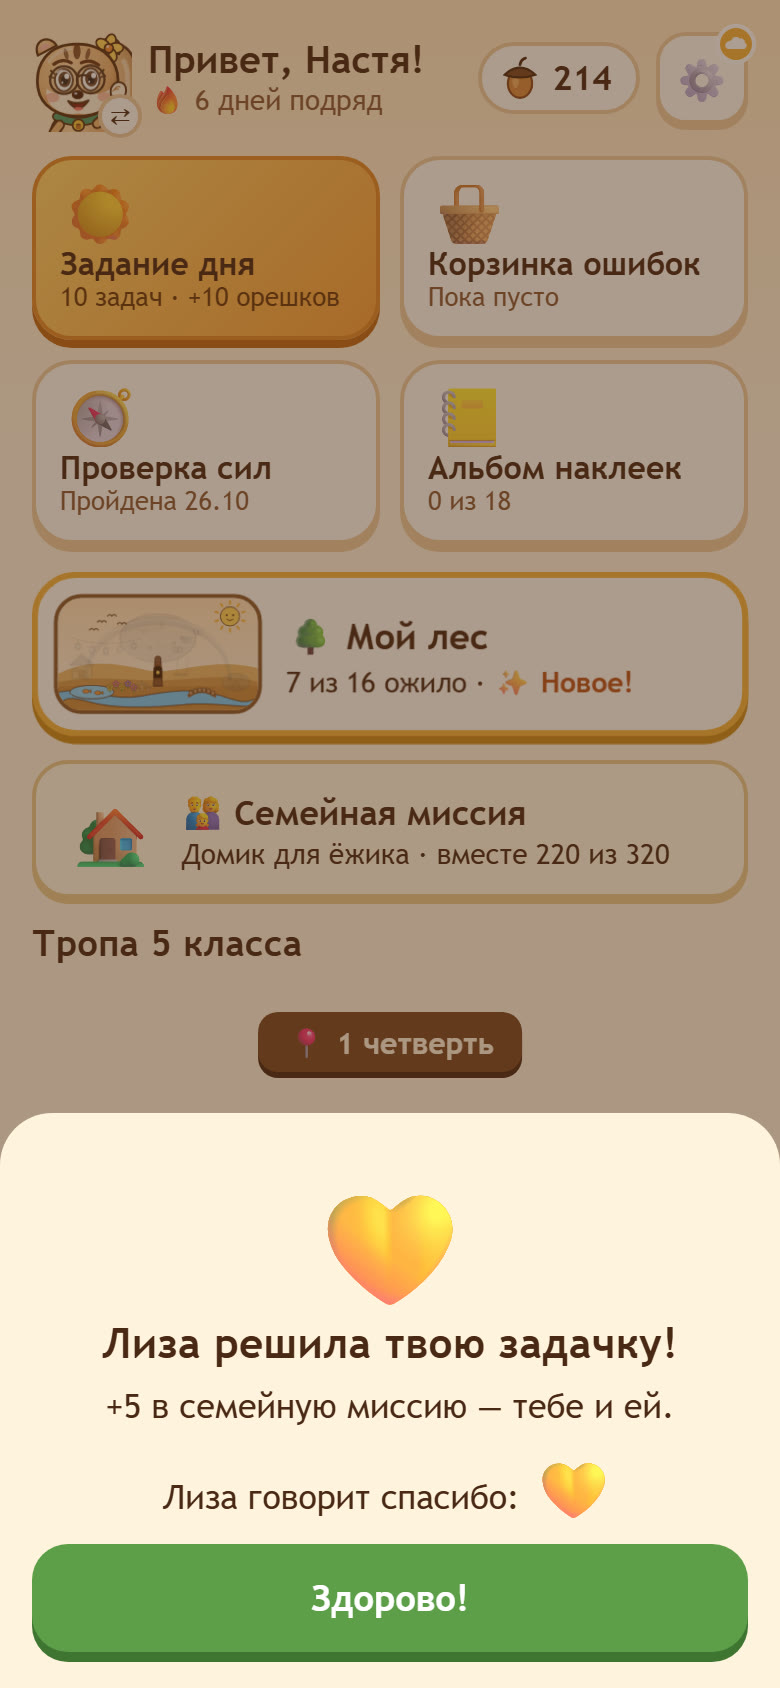 Привет, Настя!
6 дней подряд
214
Задание дня
10 задач · +10 орешков
Корзинка ошибок
Пока пусто
Проверка сил
Пройдена 26.10
Альбом наклеек
0 из 18
Мой лес
7 из 16 ожило · ✨ Новое!
Семейная миссия
Домик для ёжика · вместе 220 из 320
Тропа 5 класса
1 четверть
Лиза решила твою задачку!
+5 в семейную миссию — тебе и ей.
Лиза говорит спасибо:
Здорово!